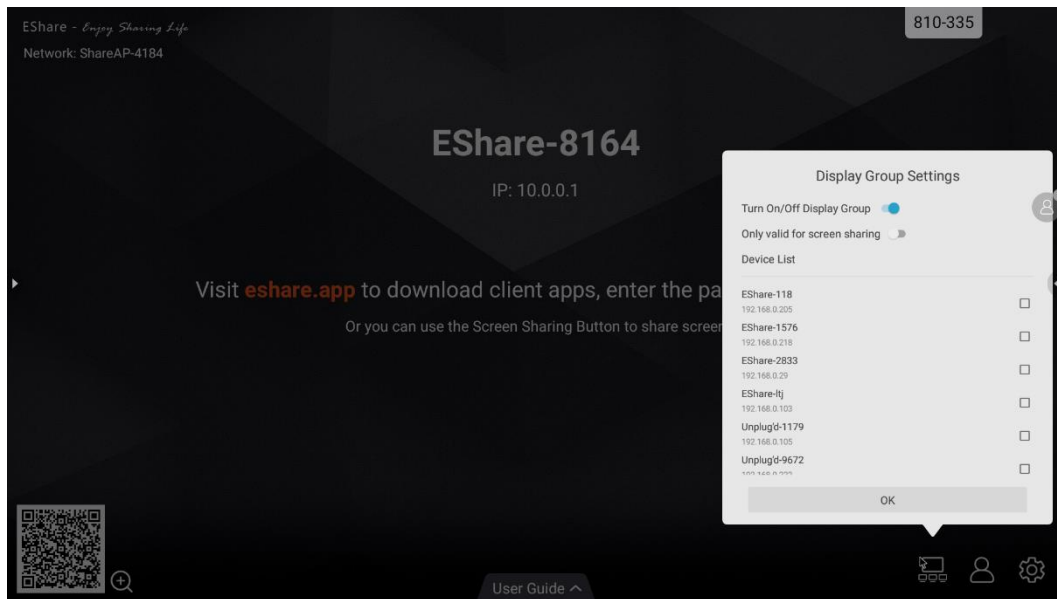 EShare - Enjoy Sharing Life
Network: ShareAP-4184
810-335
EShare-8164
IP: 10.0.0.1
Visit eshare.app to download client apps, enter the pa
Or you can use the Screen Sharing Button to share screen
Display Group Settings
Turn On/Off Display Group
Only valid for screen sharing
Device List
EShare-118
192.168.0.205
EShare-1576
192.168.0.218
EShare-2833
192.168.0.29
EShare-ltj
192.168.0.103
Unplug'd-1179
192.168.0.105
Unplug'd-9672
OK
User Guide